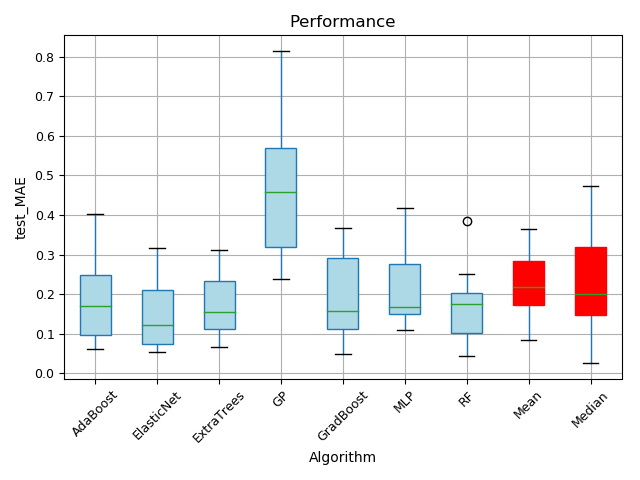 Performance
test_MAE
0.8
0.7
0.6
0.5
0.4
0.3
0.2
0.1
0.0
AdaBoost
ElasticNet
ExtraTrees
GP
GradBoost
MLP
RF
Mean
Median
Algorithm